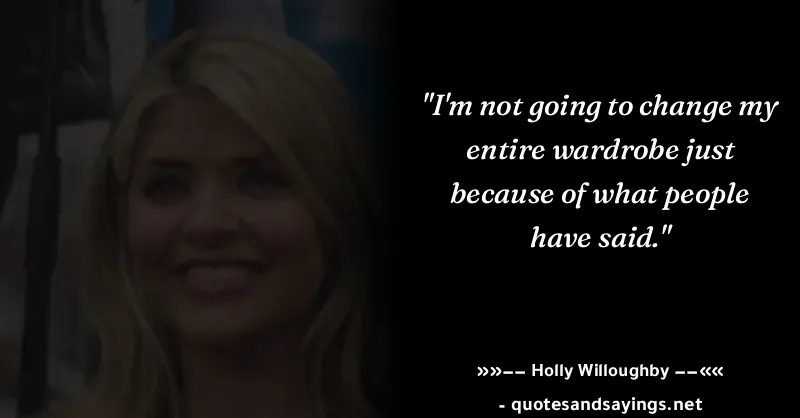 "I'm not going to change my
entire wardrobe just
because of what people
have said."
»»−− Holly Willoughby −−««
- quotesandsayings.net